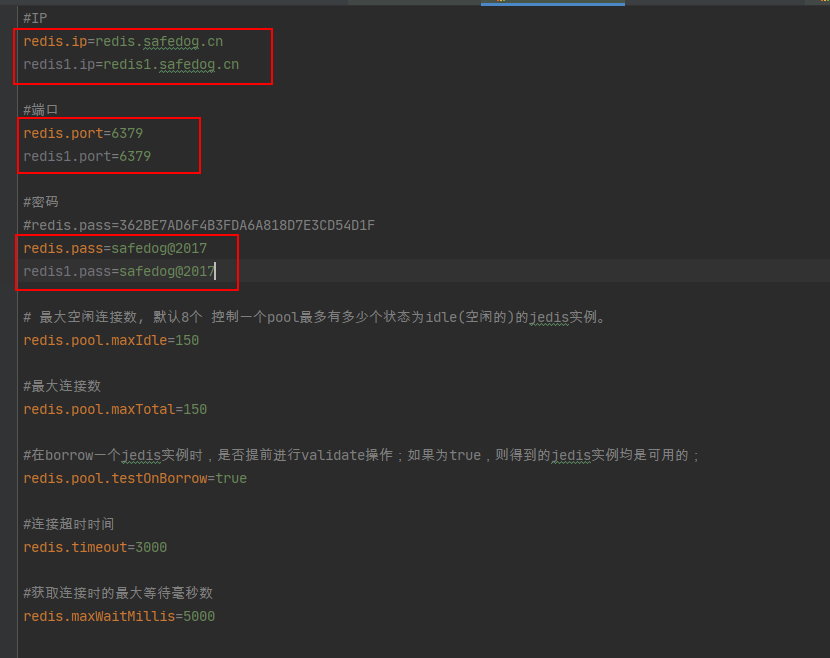 #IP
redis.ip=redis.safedog.cn
redis1.ip=redis1.safedog.cn
#端口
redis.port=6379
redis1.port=6379
#密码
#redis.pass=362BE7AD6F4B3FDA6A818D7E3CD54D1F
redis.pass=safedog@2017
redis1.pass=safedog@2017
# 最大空闲连接数, 默认8个 控制一个pool最多有多少个状态为idle(空闲的)的jedis实例。
redis.pool.maxIdle=150
#最大连接数
redis.pool.maxTotal=150
#在borrow一个jedis实例时，是否提前进行validate操作；如果为true，则得到的jedis实例均是可用的；
redis.pool.testOnBorrow=true
#连接超时时间
redis.timeout=3000
#获取连接时的最大等待毫秒数
redis.maxWaitMillis=5000